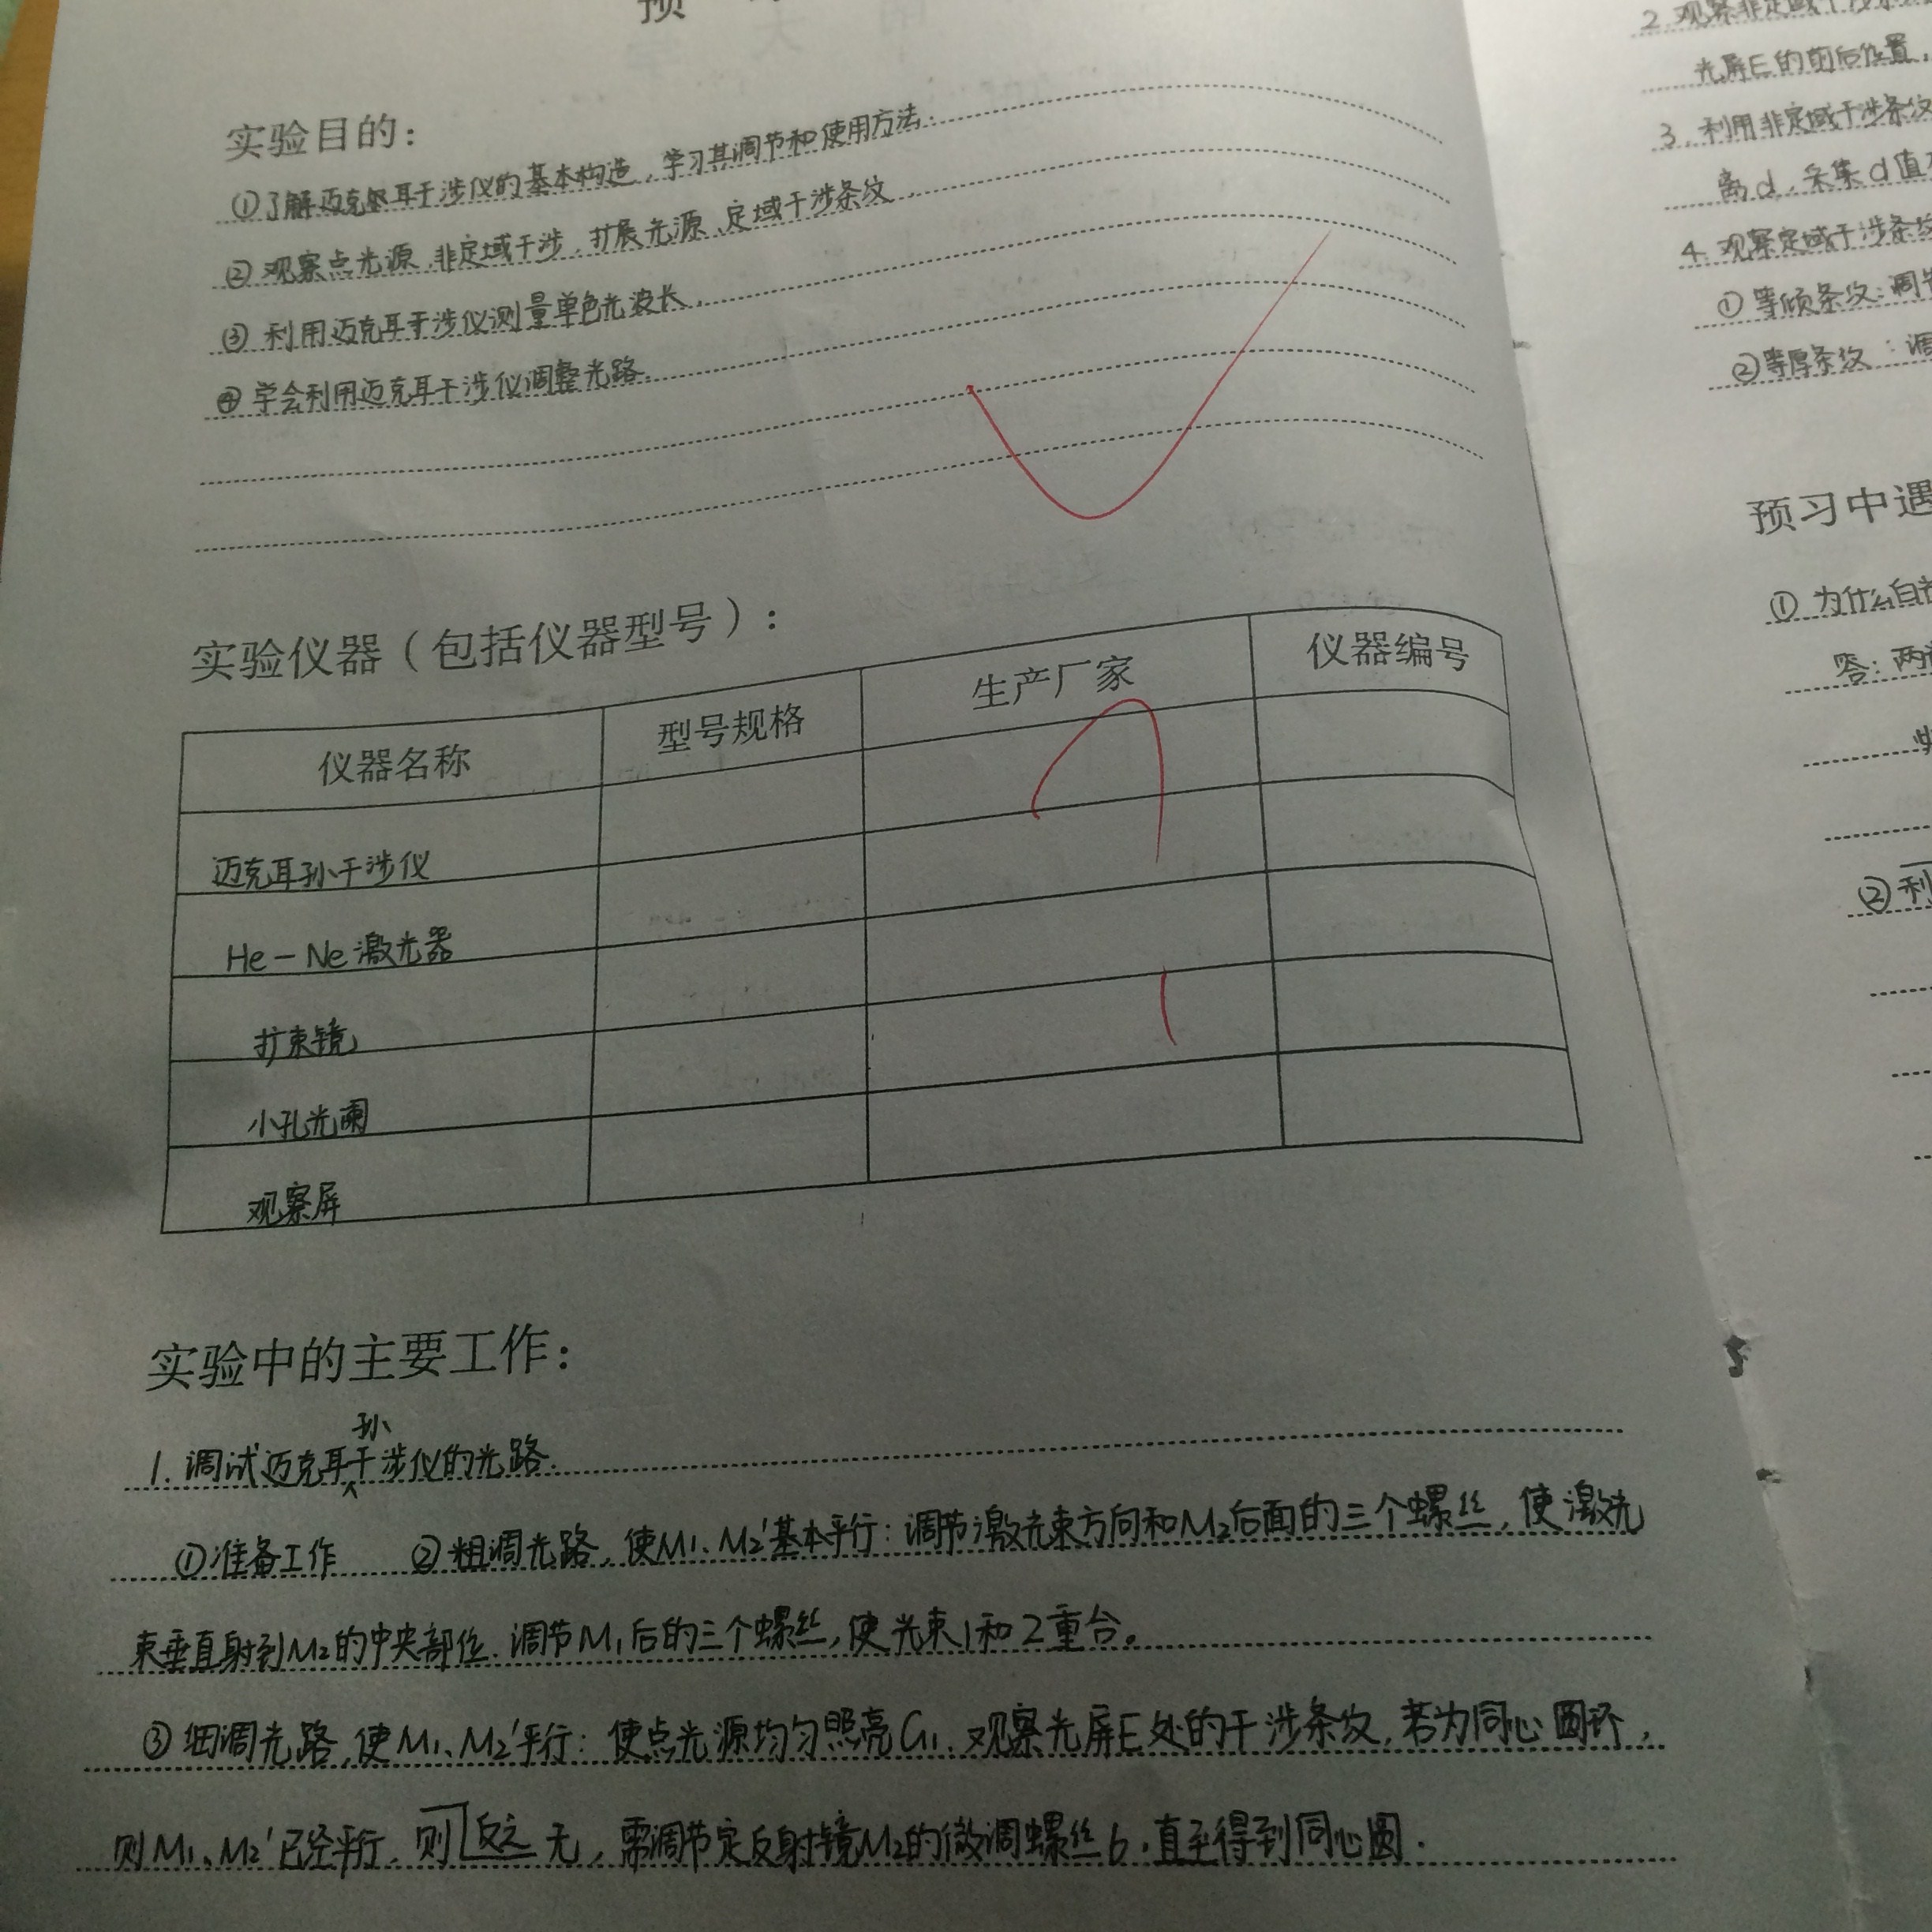 预
实验目的：
①了解迈克尔耳干涉仪的基本构造，学习其调节和使用方法．
② 观察点光源、非定域干涉，扩展光源、定域干涉条纹
③ 利用迈克耳干涉仪测量单色光波长．
④ 学会利用迈克耳干涉仪调整光路．
实验仪器（包括仪器型号）：
仪器名称 型号规格 生产厂家 仪器编号
迈克耳孙干涉仪
He－Ne激光器
扩束镜
小孔光阑
观察屏
实验中的主要工作：
孙
1. 调试迈克耳干涉仪的光路．
①准备工作 ②粗调光路，使M₁、M₂′基本平行：调节激光束方向和M₂后面的三个螺丝，使激光
束垂直射到M₂的中央部位．调节M₁后的三个螺丝，使光束1和2重合。
③ 细调光路，使M₁、M₂′平行：使点光源均匀照亮G₁．观察光屏E处的干涉条纹，若为同心圆环，
则M₁、M₂′已经平行．则反之 无，需调节定反射镜M₂的微调螺丝b，直至得到同心圆．
2. 观察非定域干涉条
光屏E的前后位置，
3. 利用非定域干涉条纹
离d．采集d值
4. 观察定域干涉条纹
①等倾条纹：调节
②等厚条纹：调
预习中遇
① 为什么白
答：两
② 利